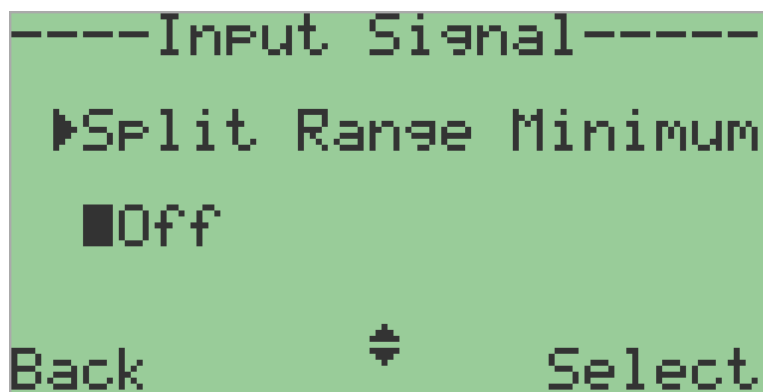 ----Input Signal-----
▶Split Range Minimum
■Off
Back Select